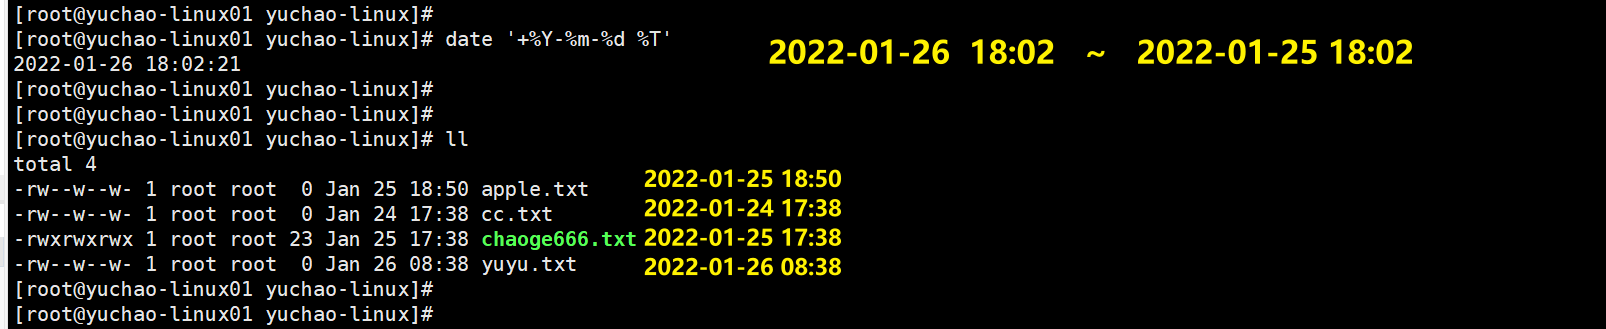 [root@yuchao-linux01 yuchao-linux]#
[root@yuchao-linux01 yuchao-linux]# date '+%Y-%m-%d %T'
2022-01-26 18:02 ~ 2022-01-25 18:02
2022-01-26 18:02:21
[root@yuchao-linux01 yuchao-linux]#
[root@yuchao-linux01 yuchao-linux]#
[root@yuchao-linux01 yuchao-linux]# ll
total 4
-rw--w--w- 1 root root  0 Jan 25 18:50 apple.txt 2022-01-25 18:50
-rw--w--w- 1 root root  0 Jan 24 17:38 cc.txt 2022-01-24 17:38
-rwxrwxrwx 1 root root 23 Jan 25 17:38 chaoge666.txt 2022-01-25 17:38
-rw--w--w- 1 root root  0 Jan 26 08:38 yuyu.txt 2022-01-26 08:38
[root@yuchao-linux01 yuchao-linux]#
[root@yuchao-linux01 yuchao-linux]#